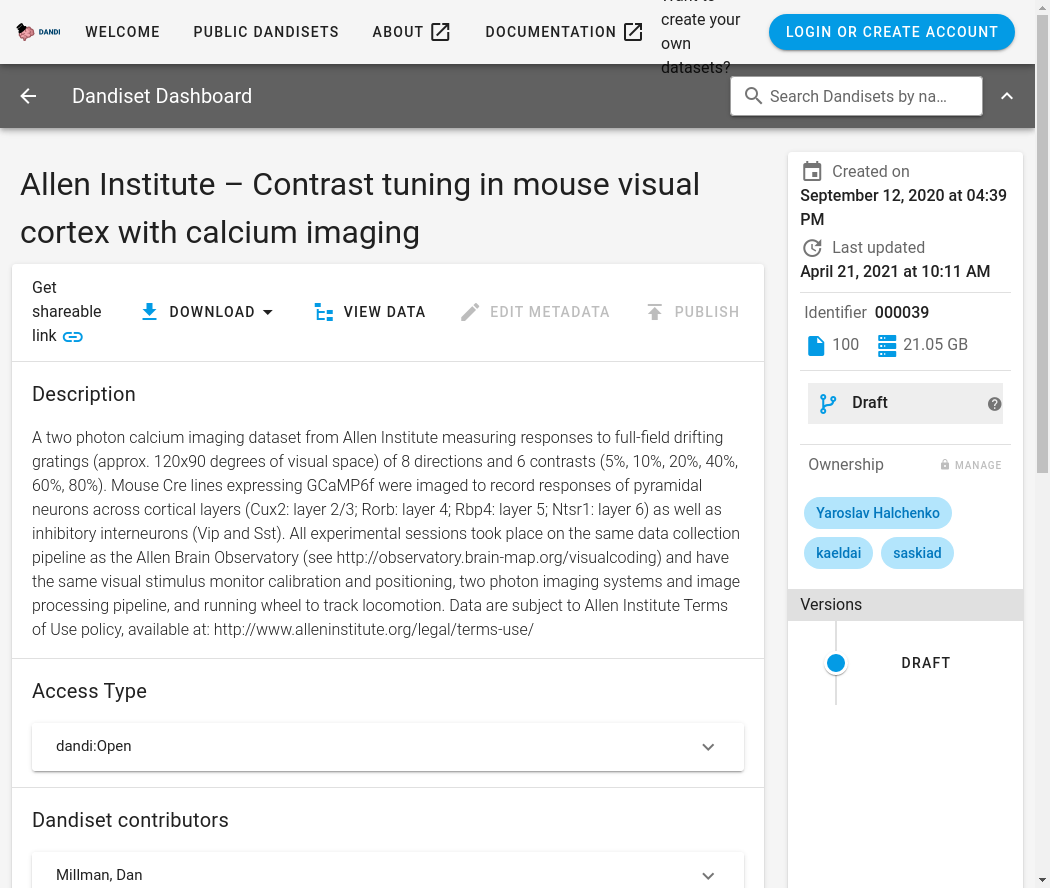 DANDI
WELCOME
PUBLIC DANDISETS
ABOUT
DOCUMENTATION
create your
own
datasets?
LOGIN OR CREATE ACCOUNT
Dandiset Dashboard
Search Dandisets by na…
Allen Institute – Contrast tuning in mouse visual
cortex with calcium imaging
Get
shareable
link
DOWNLOAD
VIEW DATA
EDIT METADATA
PUBLISH
Description
A two photon calcium imaging dataset from Allen Institute measuring responses to full-field drifting
gratings (approx. 120x90 degrees of visual space) of 8 directions and 6 contrasts (5%, 10%, 20%, 40%,
60%, 80%). Mouse Cre lines expressing GCaMP6f were imaged to record responses of pyramidal
neurons across cortical layers (Cux2: layer 2/3; Rorb: layer 4; Rbp4: layer 5; Ntsr1: layer 6) as well as
inhibitory interneurons (Vip and Sst). All experimental sessions took place on the same data collection
pipeline as the Allen Brain Observatory (see http://observatory.brain-map.org/visualcoding) and have
the same visual stimulus monitor calibration and positioning, two photon imaging systems and image
processing pipeline, and running wheel to track locomotion. Data are subject to Allen Institute Terms
of Use policy, available at: http://www.alleninstitute.org/legal/terms-use/
Access Type
dandi:Open
Dandiset contributors
Millman, Dan
Created on
September 12, 2020 at 04:39
PM
Last updated
April 21, 2021 at 10:11 AM
Identifier 000039
100
21.05 GB
Draft
Ownership
MANAGE
Yaroslav Halchenko
kaeldai
saskiad
Versions
DRAFT